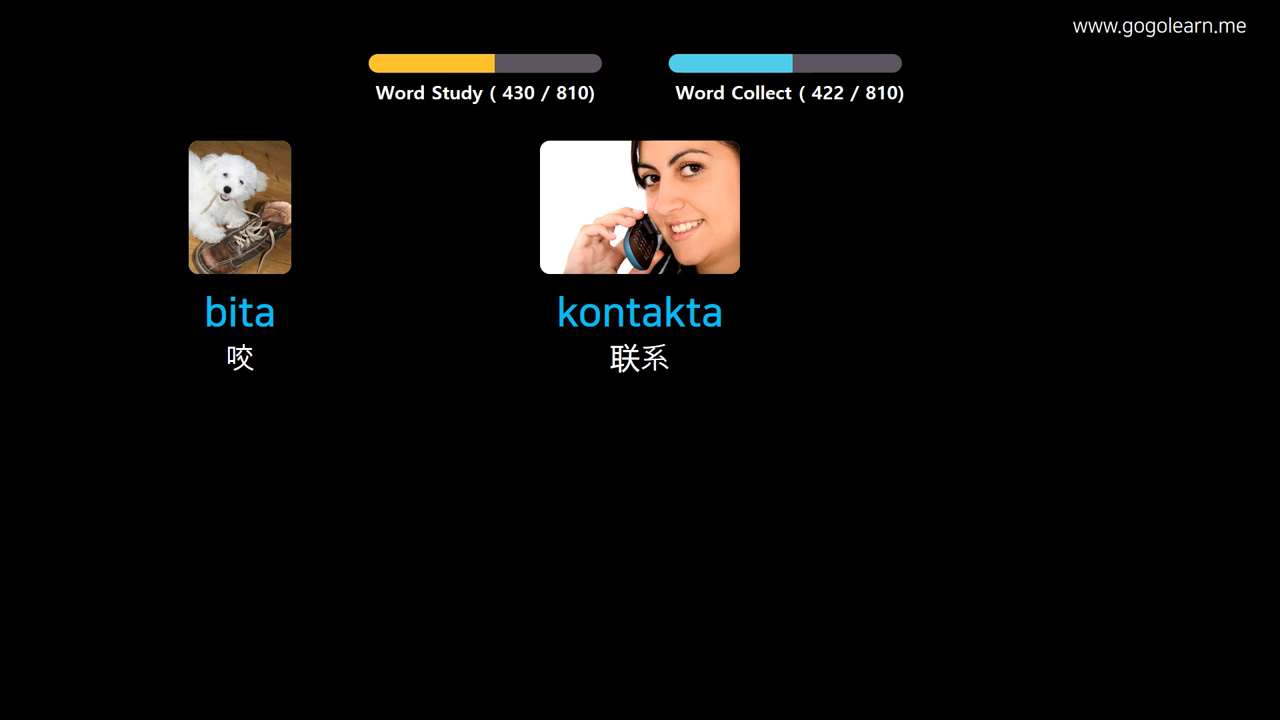 www.gogolearn.me
Word Study ( 430 / 810)
Word Collect ( 422 / 810)
bita
kontakta
咬
联系